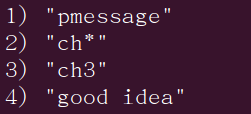 1) "pmessage"
2) "ch*"
3) "ch3"
4) "good idea"